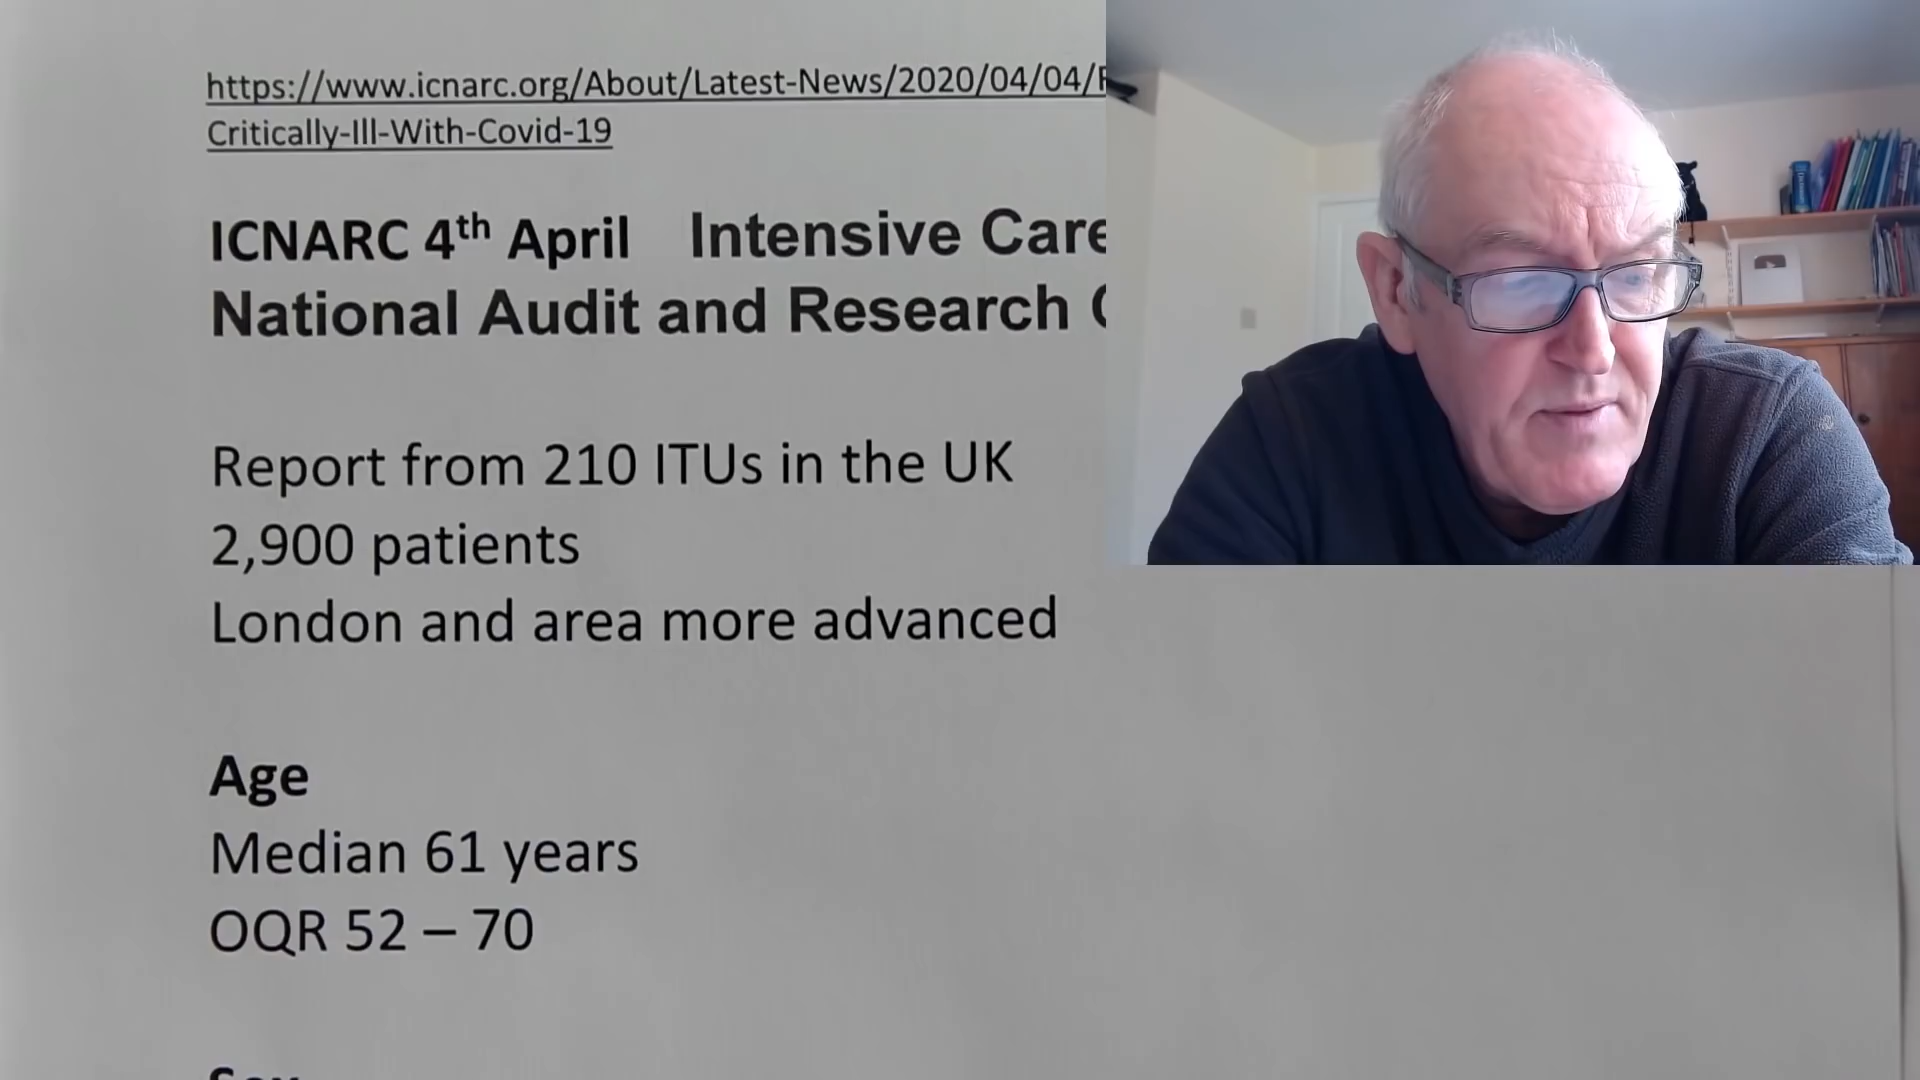 https://www.icnarc.org/About/Latest-News/2020/04/04/
Critically-Ill-With-Covid-19
ICNARC 4th April Intensive Care
National Audit and Research
Report from 210 ITUs in the UK
2,900 patients
London and area more advanced
Age
Median 61 years
OQR 52 – 70
Sex